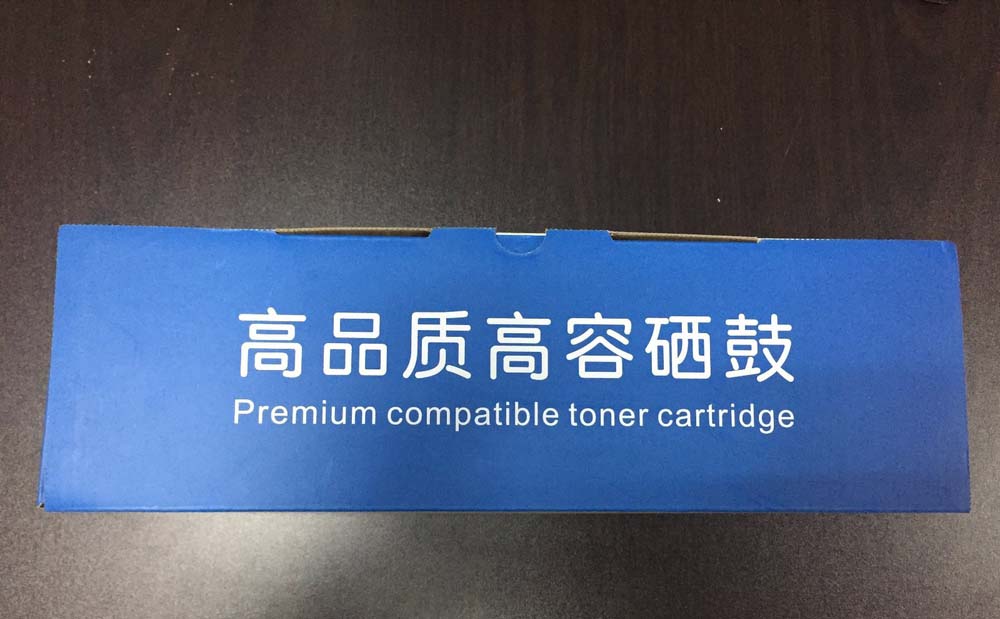 高品质高容硒鼓
Premium compatible toner cartridge